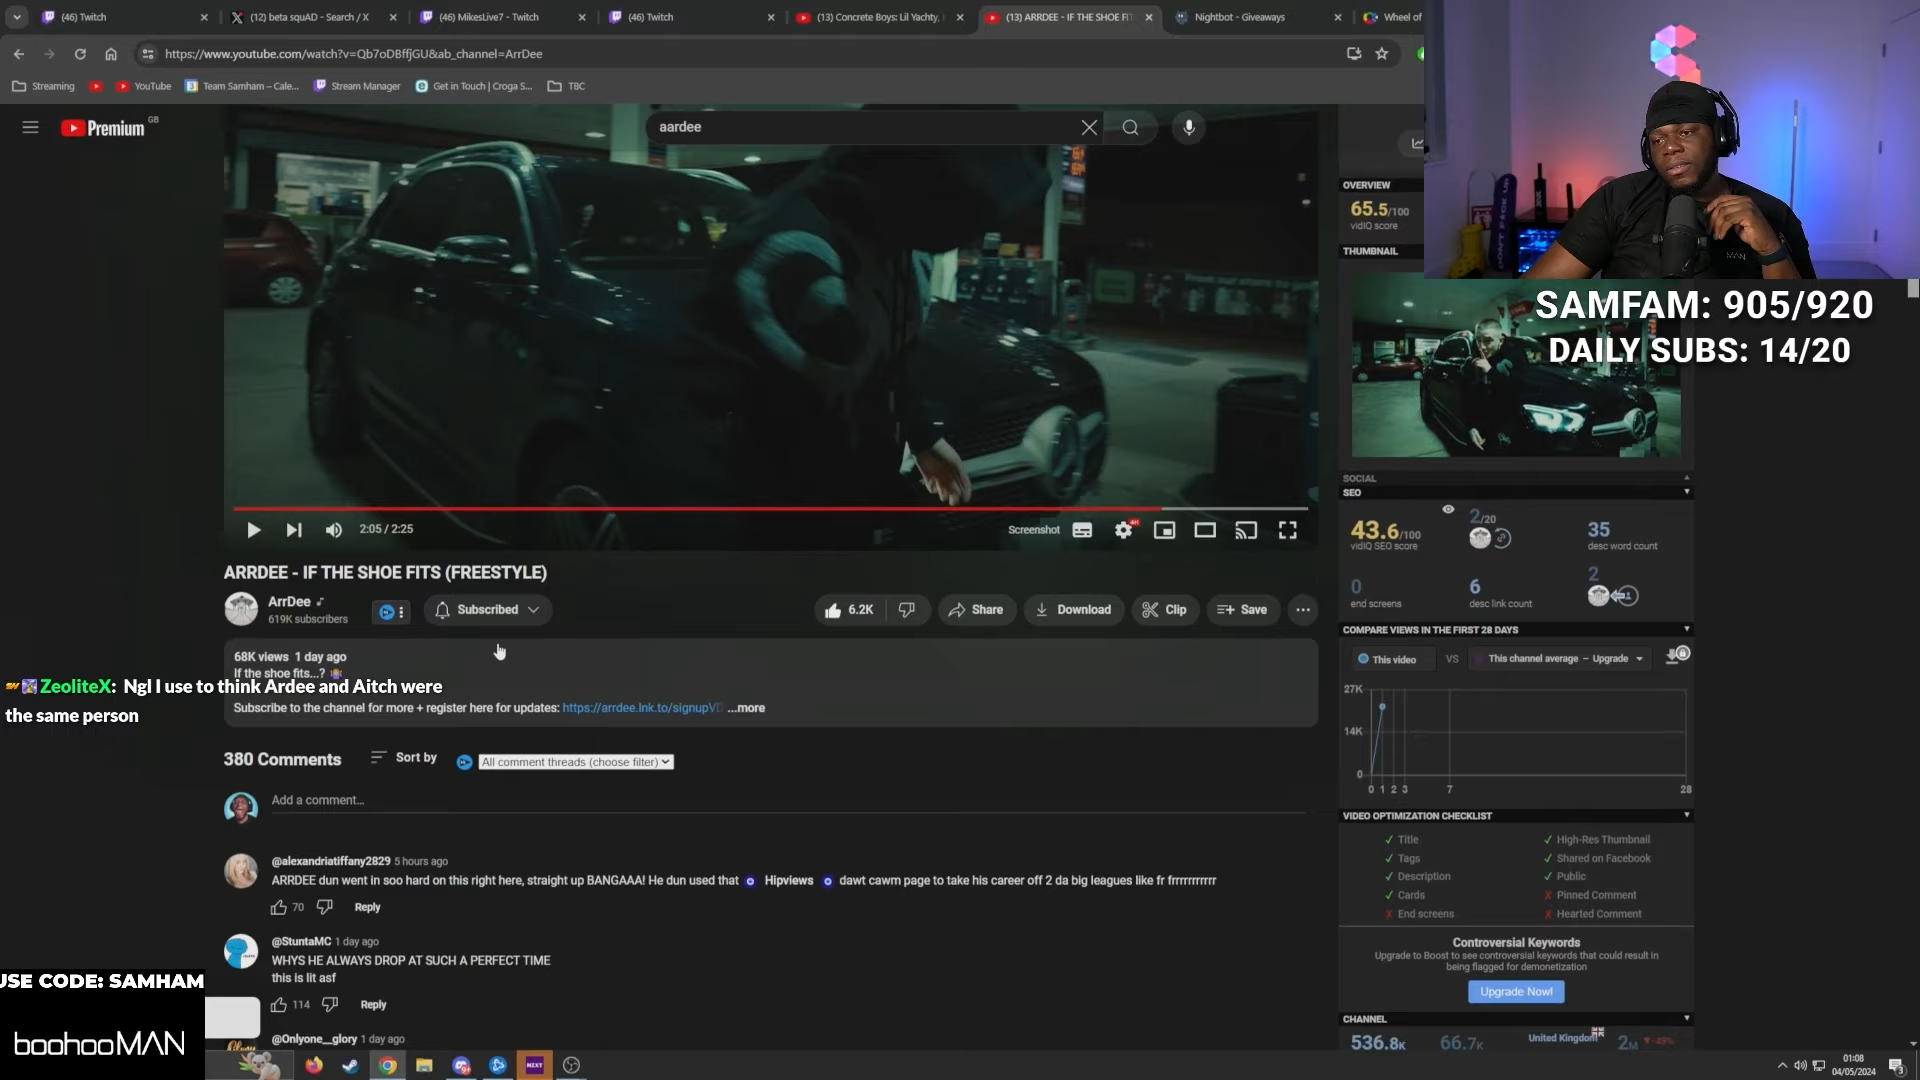 (46) Twitch
(12) beta squAD - Search / X
(46) MikesLive7 - Twitch
(46) Twitch
(13) Concrete Boys: Lil Yachty,
(13) ARRDEE - IF THE SHOE FI
Nightbot - Giveaways
Wheel of
https://www.youtube.com/watch?v=Qb7oDBffjGU&ab_channel=ArrDee
Streaming
YouTube
Team Samham – Cale...
Stream Manager
Get in Touch | Croga S...
TBC
Premium GB
aardee
OVERVIEW
65.5/100
vidIQ score
THUMBNAIL
MAN
SAMFAM: 905/920
DAILY SUBS: 14/20
2:05 / 2:25
Screenshot
SOCIAL
SEO
43.6/100
vidIQ SEO score
2/20
35
desc word count
0
end screens
6
desc link count
2
ARRDEE - IF THE SHOE FITS (FREESTYLE)
ArrDee
619K subscribers
Subscribed
6.2K
Share
Download
Clip
Save
68K views 1 day ago
If the shoe fits...?
ZeoliteX: Ngl I use to think Ardee and Aitch were
the same person
Subscribe to the channel for more + register here for updates: https://arrdee.lnk.to/signupVD ...more
COMPARE VIEWS IN THE FIRST 28 DAYS
This video
VS
This channel average – Upgrade
27K
14K
0
0 1 2 3 7 28
380 Comments
Sort by
All comment threads (choose filter)
Add a comment...
@alexandriatiffany2829 5 hours ago
ARRDEE dun went in soo hard on this right here, straight up BANGAAA! He dun used that Hipviews dawt cawm page to take his career off 2 da big leagues like fr frrrrrrrrrrr
70
Reply
@StuntaMC 1 day ago
WHYS HE ALWAYS DROP AT SUCH A PERFECT TIME
this is lit asf
114
Reply
@Onlyone__glory 1 day ago
VIDEO OPTIMIZATION CHECKLIST
Title
High-Res Thumbnail
Tags
Shared on Facebook
Description
Public
Cards
Pinned Comment
End screens
Hearted Comment
Controversial Keywords
Upgrade to Boost to see controversial keywords that could result in
being flagged for demonetization
Upgrade Now!
CHANNEL
536.8K
66.7K
United Kingdom
2M
-49%
USE CODE: SAMHAM
boohooMAN
NEXT
01:08
04/05/2024
3